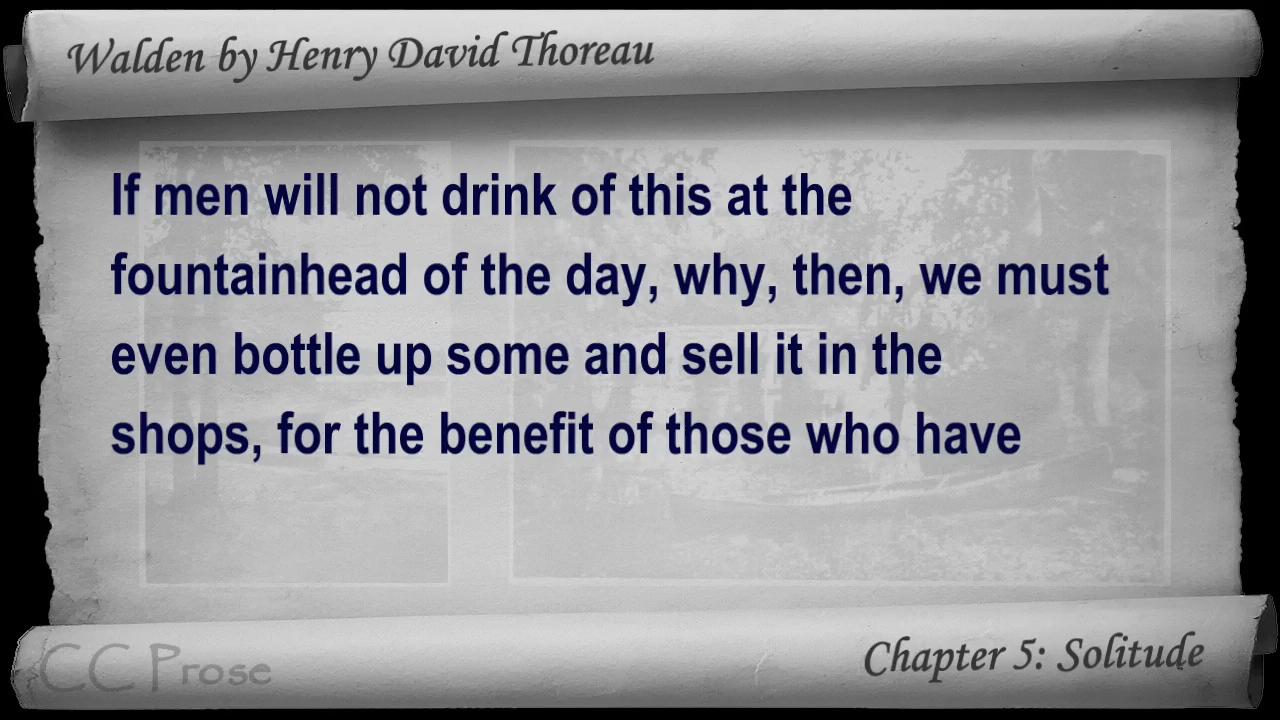 Walden by Henry David Thoreau
If men will not drink of this at the
fountainhead of the day, why, then, we must
even bottle up some and sell it in the
shops, for the benefit of those who have
CC Prose
Chapter 5: Solitude